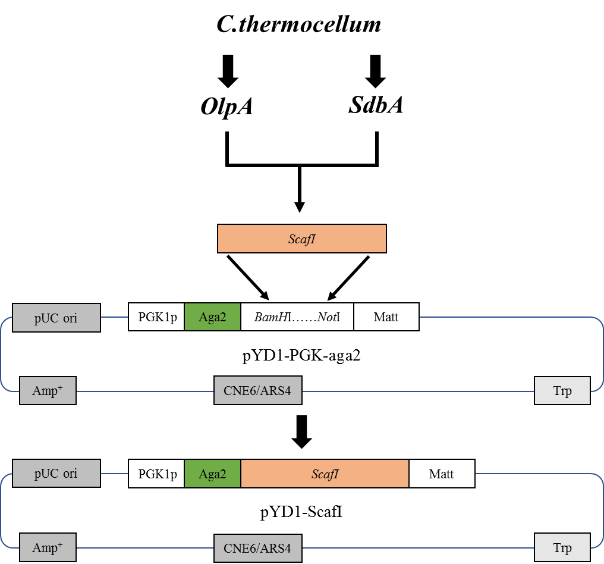 C.thermocellum
OlpA
SdbA
ScafI
pUC ori
PGK1p
Aga2
BamHI……NotI
Matt
pYD1-PGK-aga2
Amp⁺
CNE6/ARS4
Trp
pUC ori
PGK1p
Aga2
ScafI
Matt
pYD1-ScafI
Amp⁺
CNE6/ARS4
Trp